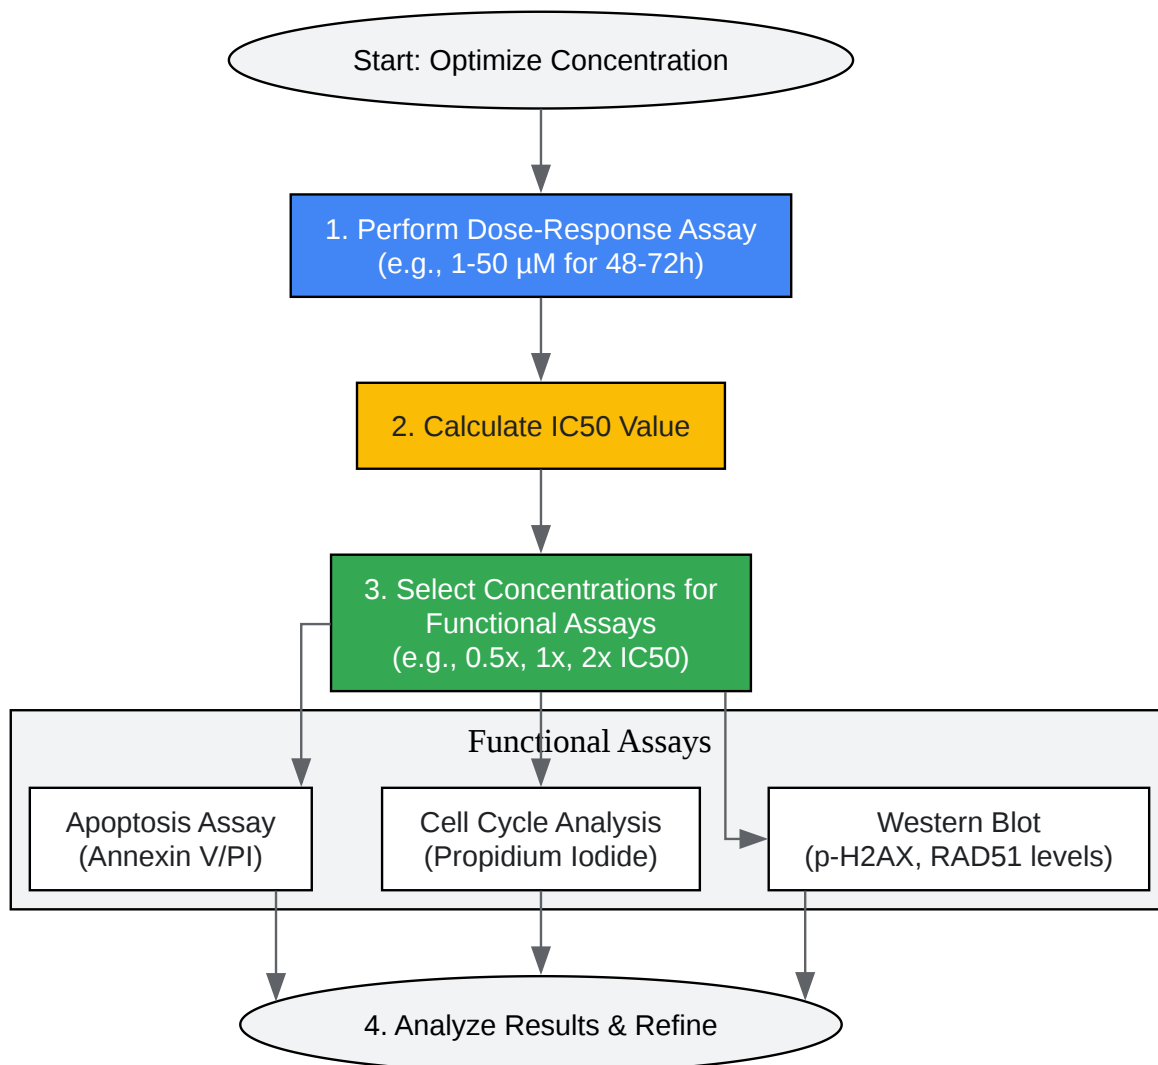 Start: Optimize Concentration
1. Perform Dose-Response Assay
(e.g., 1-50 µM for 48-72h)
2. Calculate IC50 Value
3. Select Concentrations for
Functional Assays
(e.g., 0.5x, 1x, 2x IC50)
Functional Assays
Apoptosis Assay
(Annexin V/PI)
Cell Cycle Analysis
(Propidium Iodide)
Western Blot
(p-H2AX, RAD51 levels)
4. Analyze Results & Refine